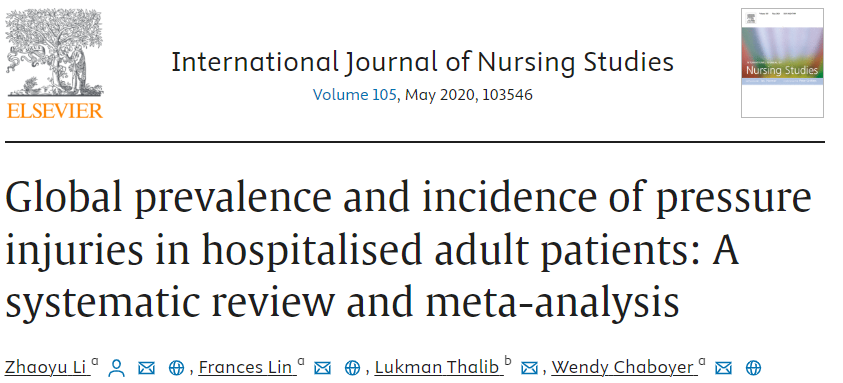 ELSEVIER
International Journal of Nursing Studies
Volume 105, May 2020, 103546
Nursing Studies
Global prevalence and incidence of pressure
injuries in hospitalised adult patients: A
systematic review and meta-analysis
Zhaoyu Li a , Frances Lin a , Lukman Thalib b , Wendy Chaboyer a